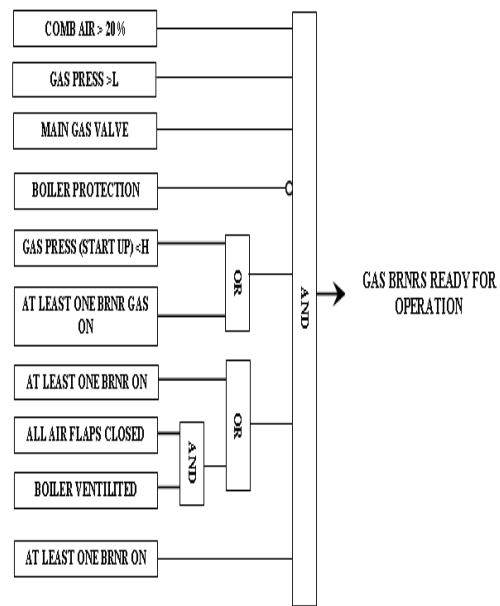 COMB AIR > 20%
GAS PRESS >L
MAIN GAS VALVE
BOILER PROTECTION
GAS PRESS (START UP) <H
AT LEAST ONE BRNR GAS
ON
OR
AT LEAST ONE BRNR ON
ALL AIR FLAPS CLOSED
BOILER VENTILITED
AND
OR
AT LEAST ONE BRNR ON
AND
GAS BRNRS READY FOR
OPERATION